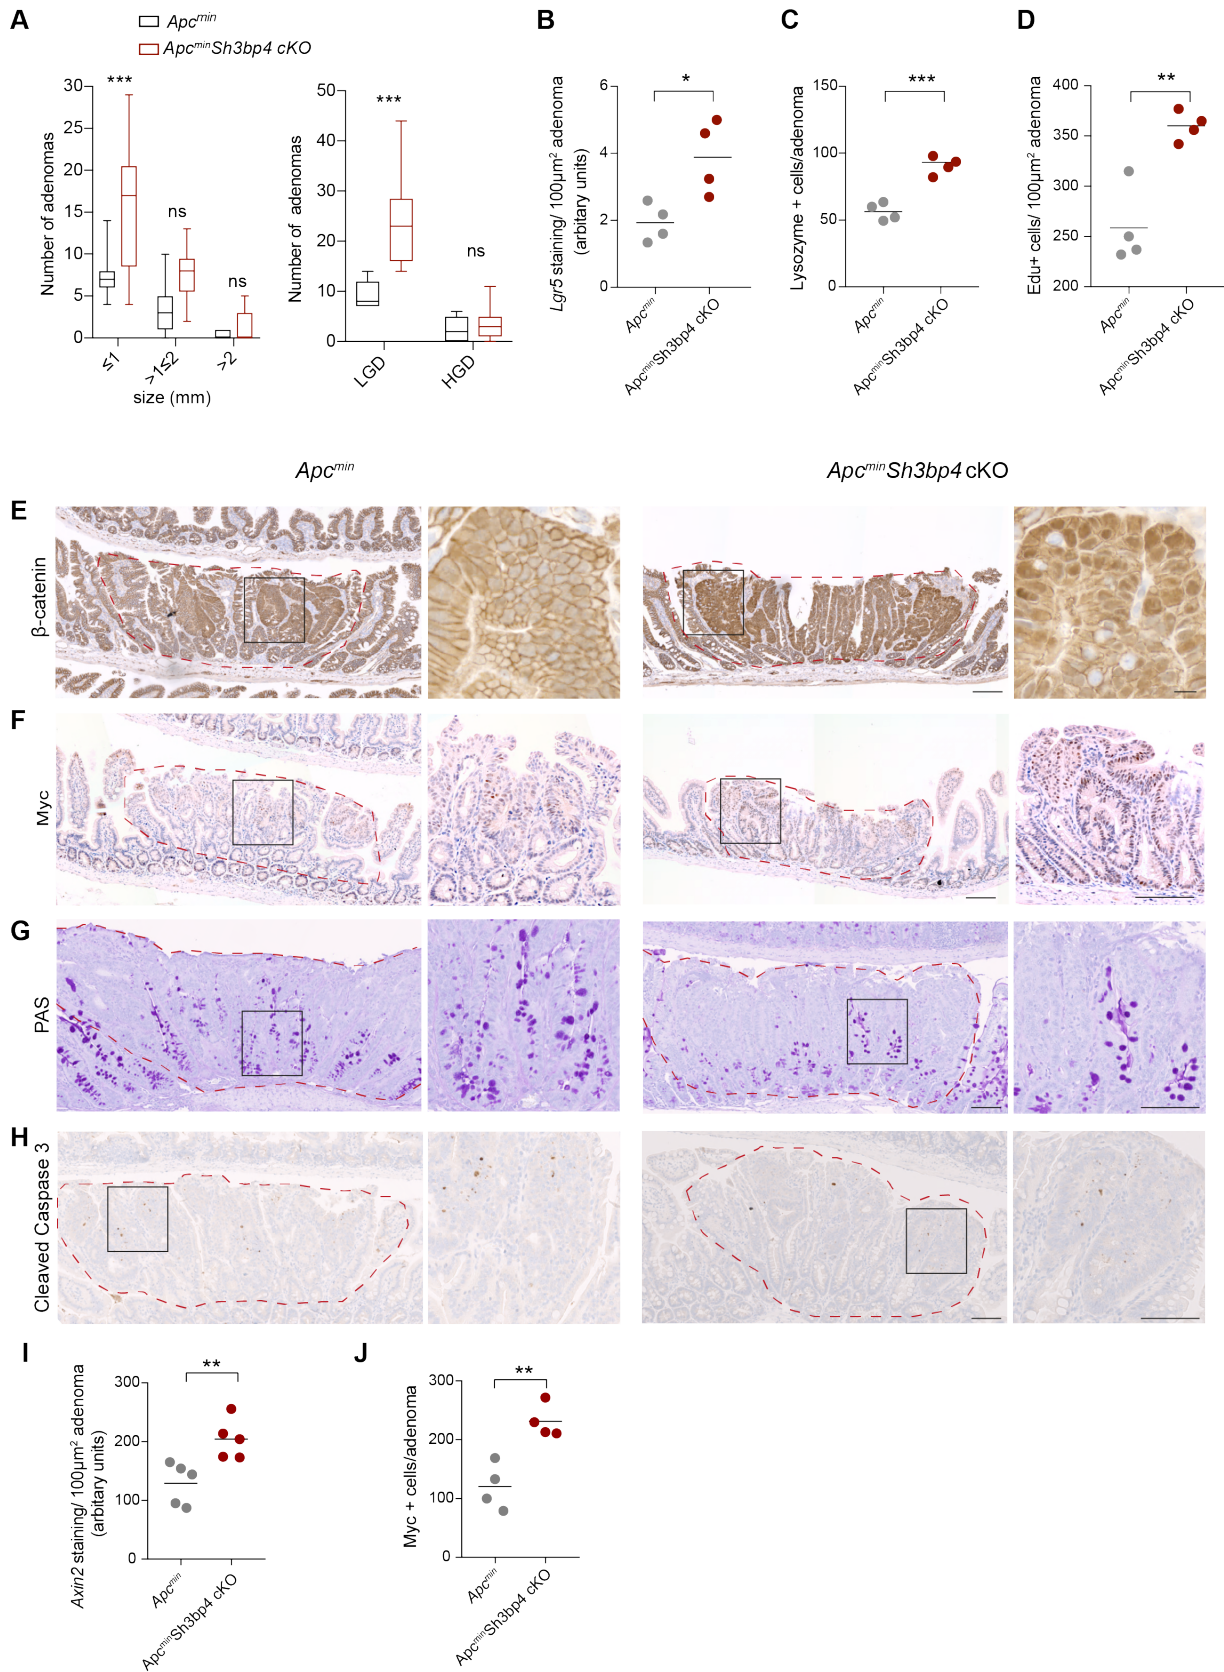 A
Apcmin
ApcminSh3bp4 cKO
Number of adenomas
30
25
20
15
10
5
0
***
ns
ns
≤1
>1≤2
>2
size (mm)
Number of adenomas
50
40
30
20
10
0
***
ns
LGD
HGD
B
Lgr5 staining/ 100µm² adenoma
(arbitary units)
6
4
2
0
*
Apcmin
ApcminSh3bp4 cKO
C
Lysozyme + cells/adenoma
150
100
50
0
***
Apcmin
ApcminSh3bp4 cKO
D
Edu+ cells/ 100µm² adenoma
400
350
300
250
200
**
Apcmin
ApcminSh3bp4 cKO
Apcmin
ApcminSh3bp4 cKO
E
β-catenin
F
Myc
G
PAS
H
Cleaved Caspase 3
I
Axin2 staining/ 100µm² adenoma
(arbitary units)
300
200
100
0
**
Apcmin
ApcminSh3bp4 cKO
J
Myc + cells/adenoma
300
200
100
0
**
Apcmin
ApcminSh3bp4 cKO